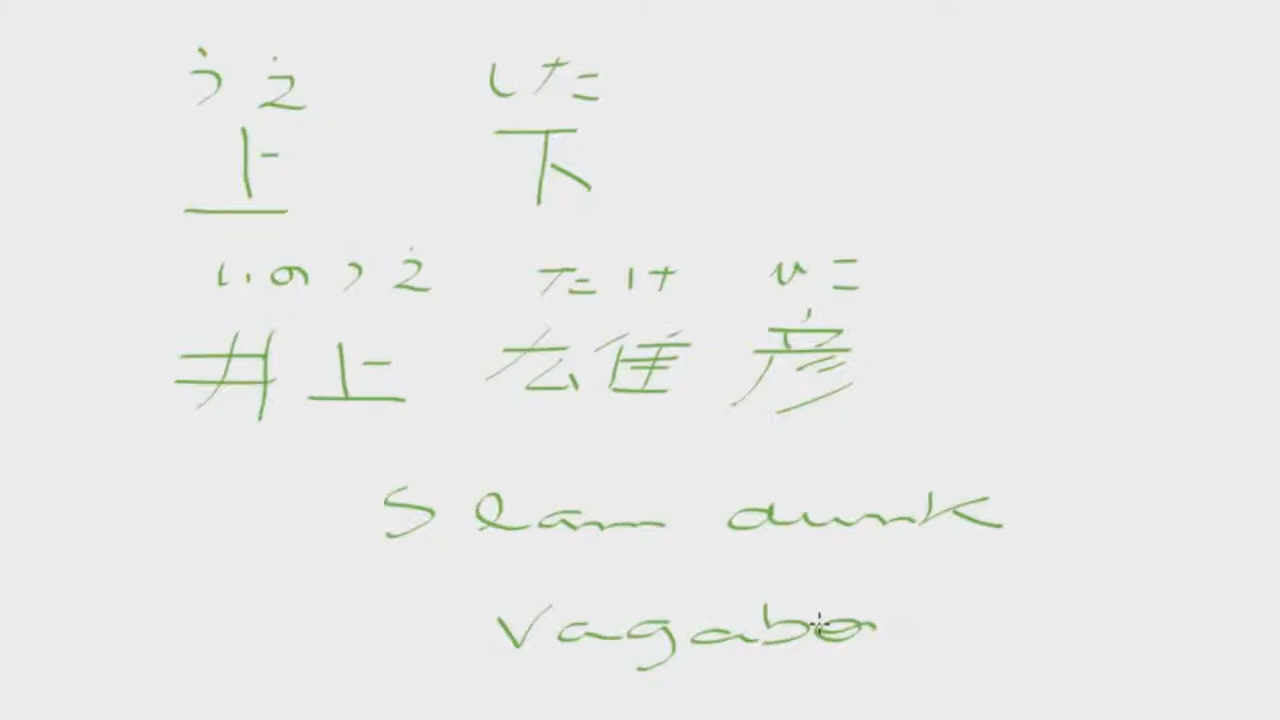 うえ した
上 下
いのうえ たけ ひこ
井上 雄彦
Slam dunk
Vagabo